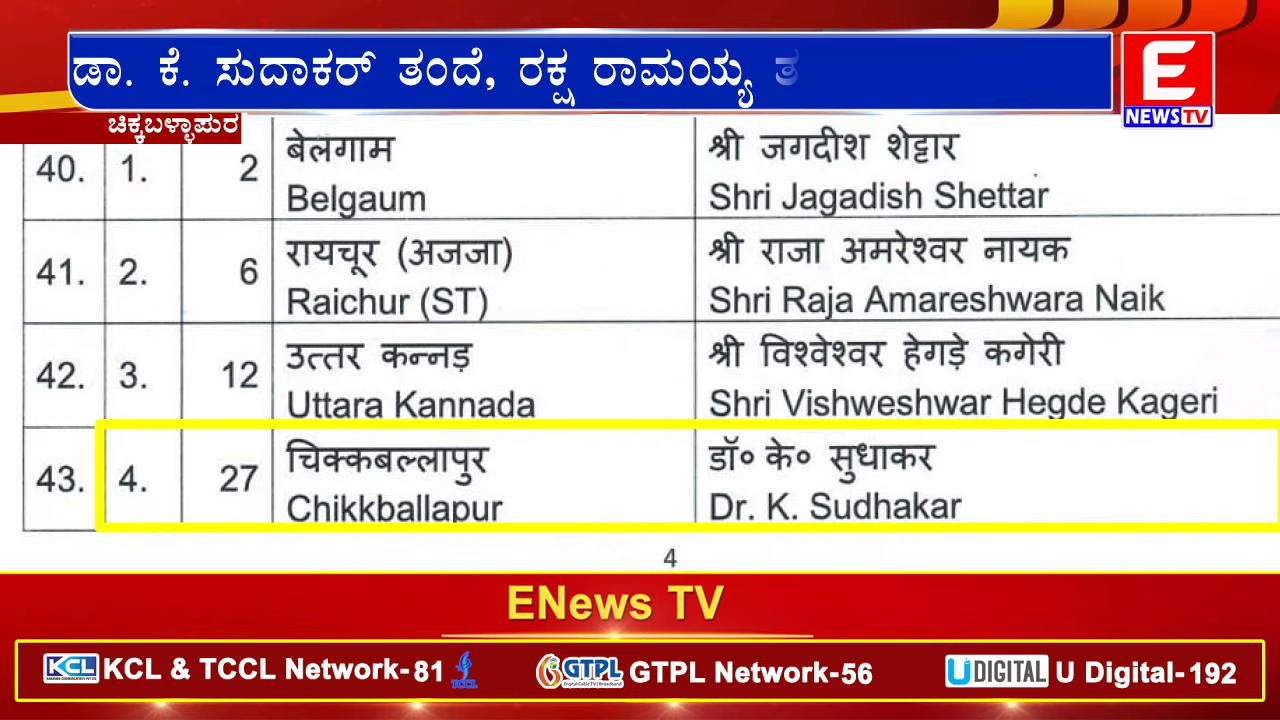 ಡಾ. ಕೆ. ಸುದಾಕರ್ ತಂದೆ, ರಕ್ಷ ರಾಮಯ್ಯ ತ
E
NEWS TV
ಚಿಕ್ಕಬಳ್ಳಾಪುರ
40. 1. 2 बेलगाम श्री जगदीश शेट्टार
Belgaum Shri Jagadish Shettar
41. 2. 6 रायचूर (अजजा) श्री राजा अमरेश्वर नायक
Raichur (ST) Shri Raja Amareshwara Naik
42. 3. 12 उत्तर कन्नड़ श्री विश्वेश्वर हेगड़े कगेरी
Uttara Kannada Shri Vishweshwar Hegde Kageri
43. 4. 27 चिक्कबल्लापुर डॉ० के० सुधाकर
Chikkballapur Dr. K. Sudhakar
4
ENews TV
KCL KCL & TCCL Network-81 TCCL GTPL GTPL Network-56 U DIGITAL U Digital-192